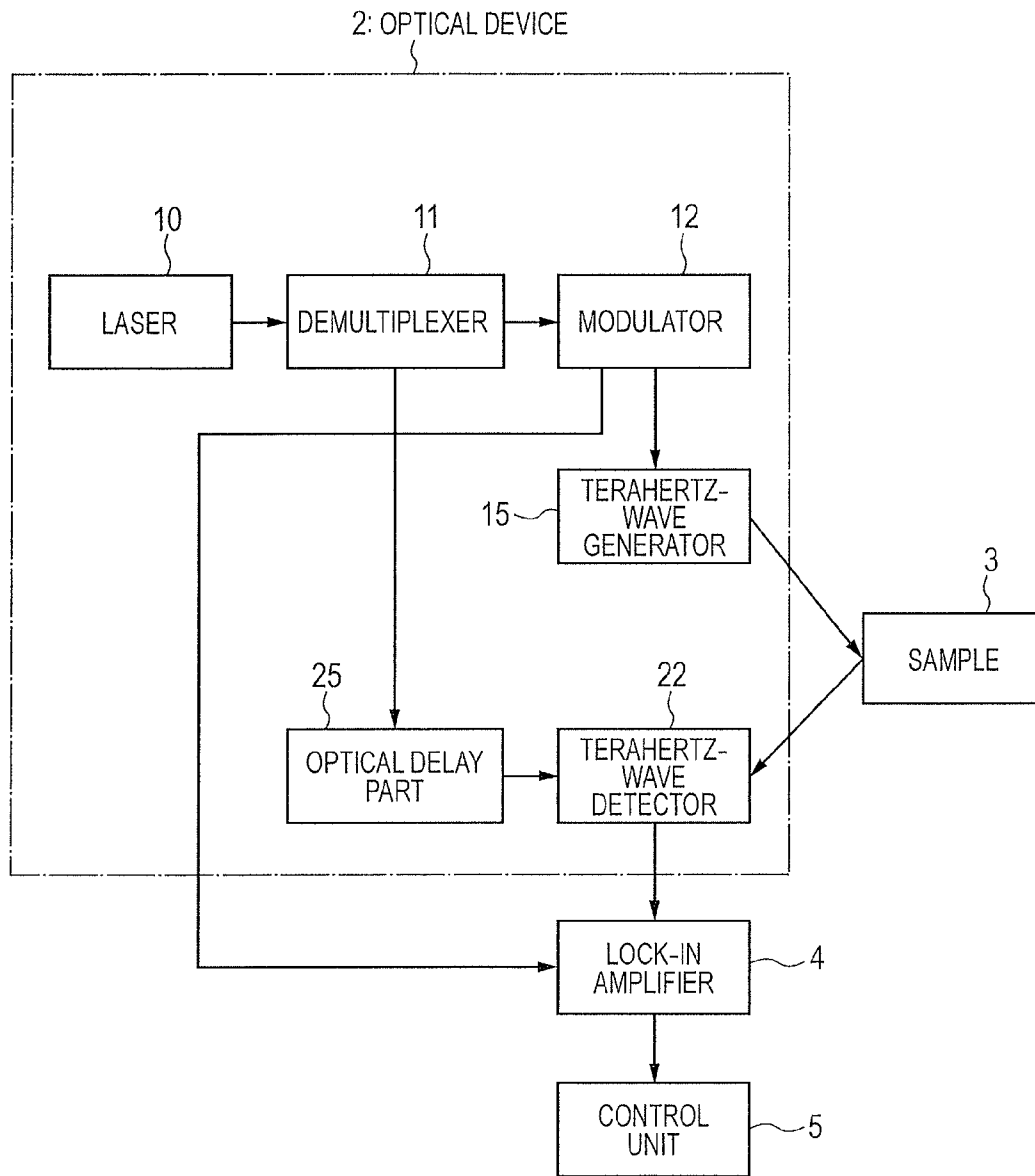 2: OPTICAL DEVICE
10
11
12
LASER
DEMULTIPLEXER
MODULATOR
15
TERAHERTZ-
WAVE
GENERATOR
3
SAMPLE
25
22
OPTICAL DELAY
PART
TERAHERTZ-
WAVE
DETECTOR
LOCK-IN
AMPLIFIER
4
CONTROL
UNIT
5